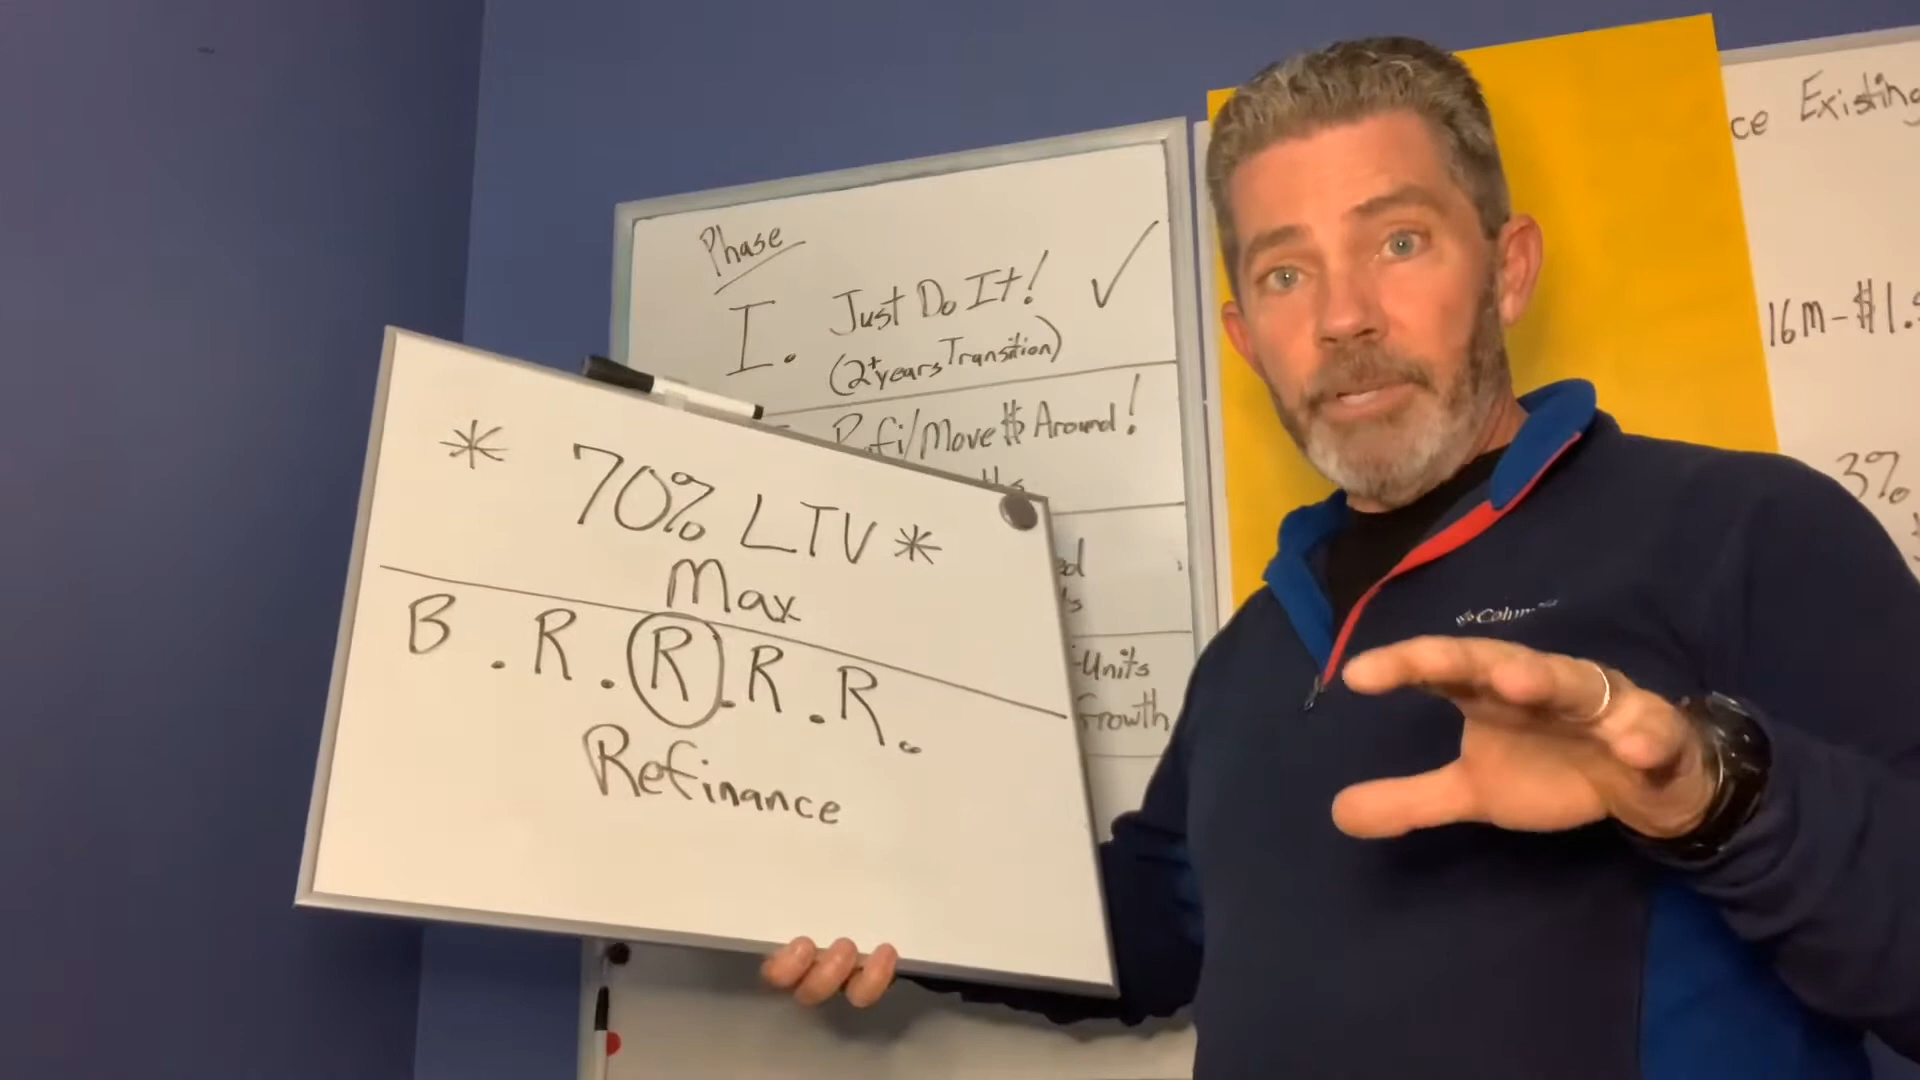 Phase
I. Just Do It! ✓
(2+years Transition)
Refi/Move $ Around!
-Units
Growth
* 70% LTV *
Max
B.R.R.R.R.
Refinance
Existing
16m-$1.
3%
Columbia